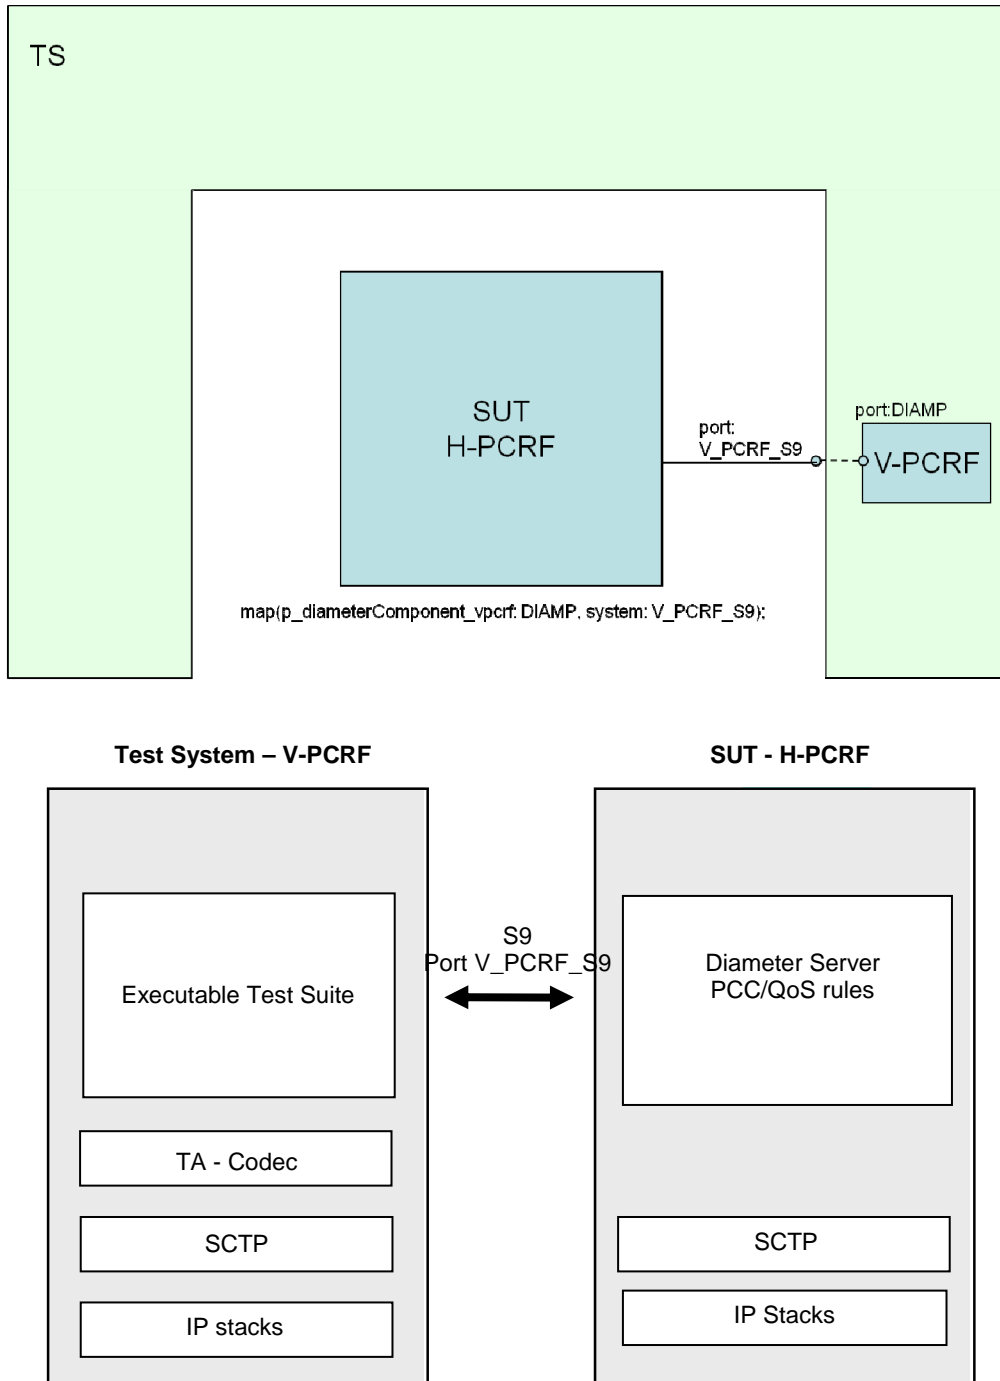 TS
SUT
H-PCRF
port:
V_PCRF_S9
port:DIAMP
V-PCRF
map(p_diameterComponent_vpcrf: DIAMP, system: V_PCRF_S9);
Test System – V-PCRF
SUT - H-PCRF
Executable Test Suite
S9
Port V_PCRF_S9
Diameter Server
PCC/QoS rules
TA - Codec
SCTP
SCTP
IP stacks
IP Stacks